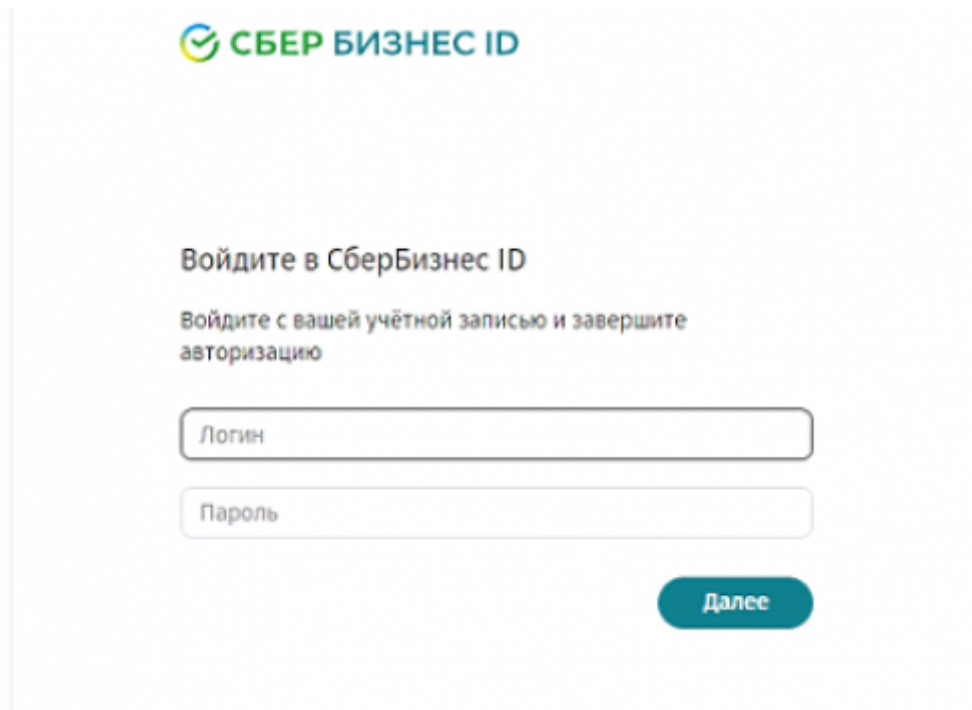 СБЕР БИЗНЕС ID
Войдите в СберБизнес ID
Войдите с вашей учётной записью и завершите
авторизацию
Логин
Пароль
Далее